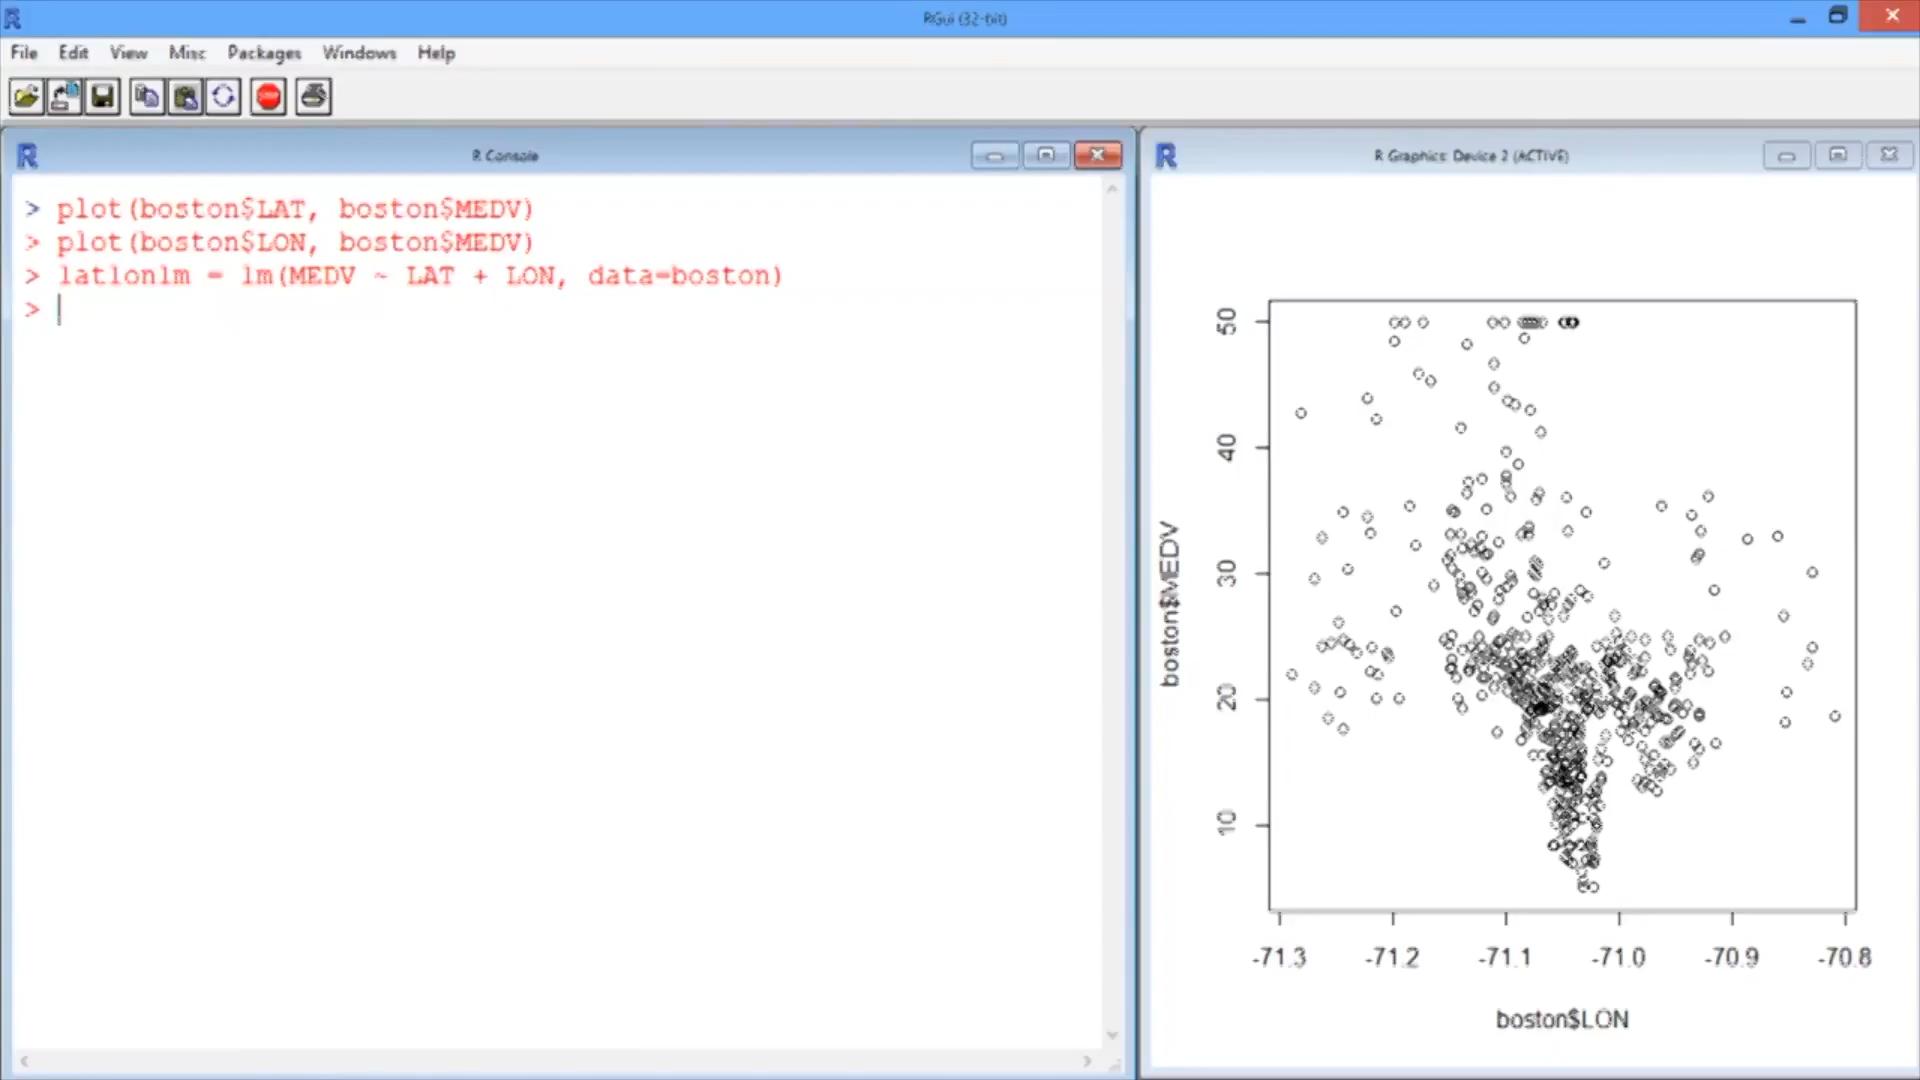 RGui (32-bit)
File Edit View Misc Packages Windows Help
STOP
R Console
> plot(boston$LAT, boston$MEDV)
> plot(boston$LON, boston$MEDV)
> latlonlm = lm(MEDV ~ LAT + LON, data=boston)
>
R Graphics: Device 2 (ACTIVE)
50
40
30
20
10
boston$MEDV
-71.3 -71.2 -71.1 -71.0 -70.9 -70.8
boston$LON